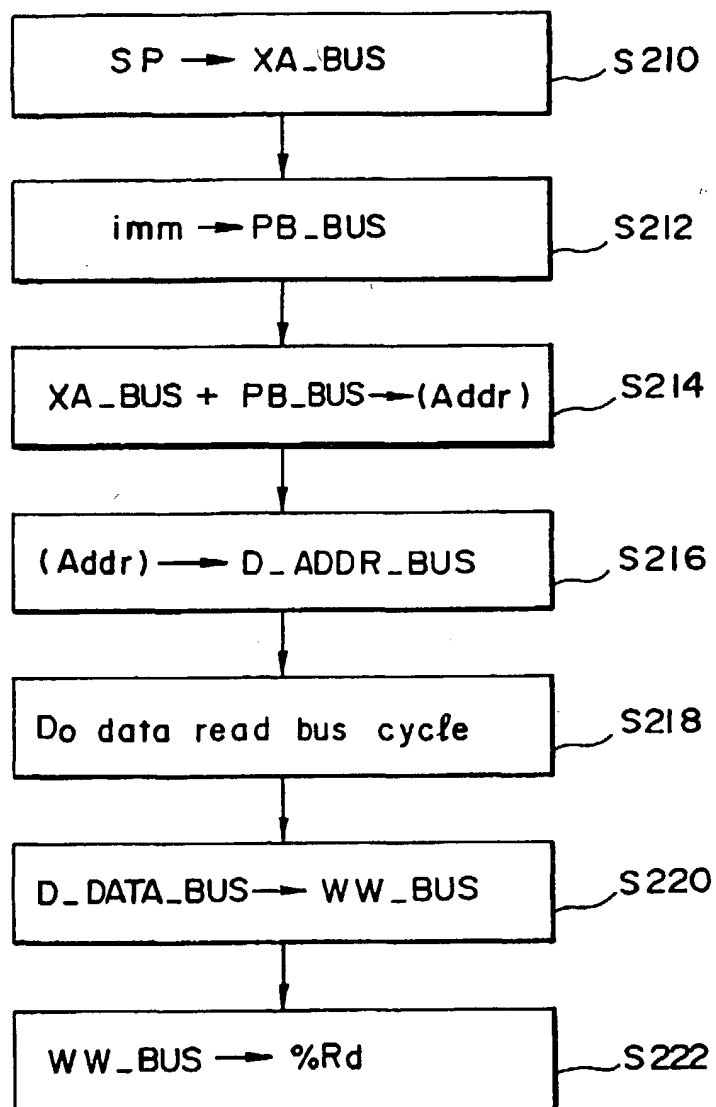 SP → XA_BUS S210
imm → PB_BUS S212
XA_BUS + PB_BUS → (Addr) S214
(Addr) → D_ADDR_BUS S216
Do data read bus cycle S218
D_DATA_BUS → WW_BUS S220
WW_BUS → %Rd S222